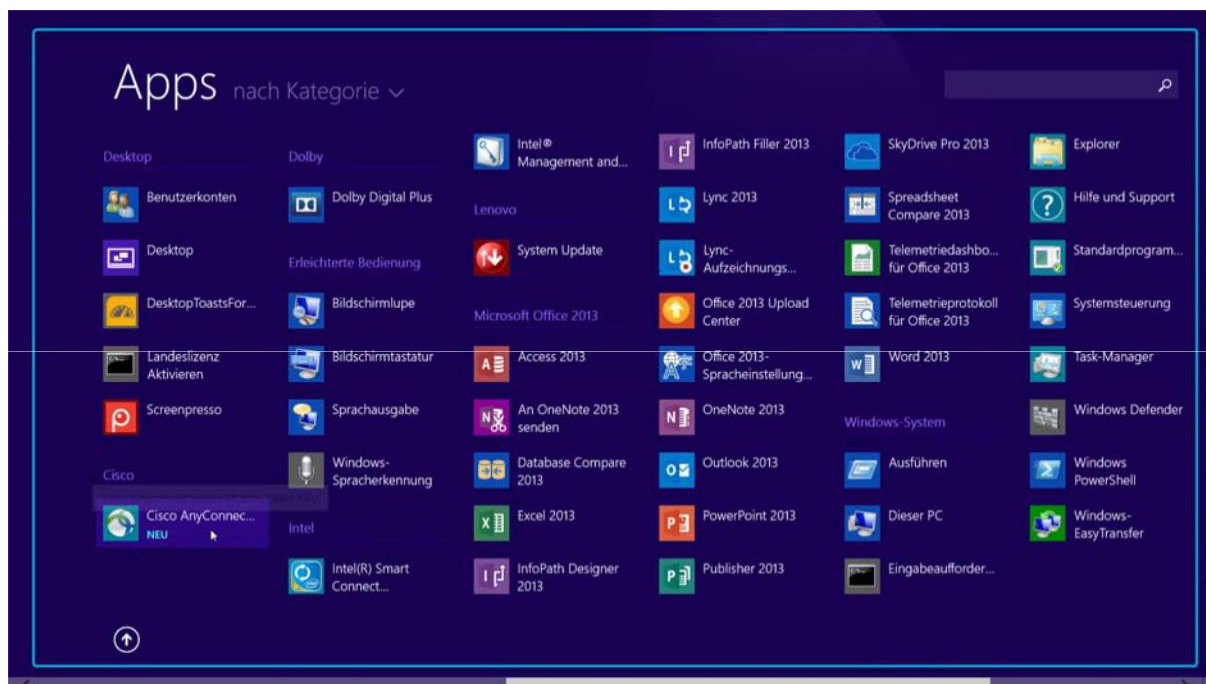 Apps nach Kategorie
Desktop
Benutzerkonten
Desktop
DesktopToastsFor...
Landeslizenz
Aktivieren
Screenpresso
Cisco
Cisco AnyConnec...
NEU
Dolby
Dolby Digital Plus
Erleichterte Bedienung
Bildschirmlupe
Bildschirmtastatur
Sprachausgabe
Windows-
Spracherkennung
Intel
Intel(R) Smart
Connect...
Intel®
Management and...
Lenovo
System Update
Microsoft Office 2013
Access 2013
An OneNote 2013
senden
Database Compare
2013
Excel 2013
InfoPath Designer
2013
InfoPath Filler 2013
Lync 2013
Lync-
Aufzeichnungs...
Office 2013 Upload
Center
Office 2013-
Spracheinstellung...
OneNote 2013
Outlook 2013
PowerPoint 2013
Publisher 2013
SkyDrive Pro 2013
Spreadsheet
Compare 2013
Telemetriedashbo...
für Office 2013
Telemetrieprotokoll
für Office 2013
Word 2013
Windows-System
Ausführen
Dieser PC
Eingabeaufforder...
Explorer
Hilfe und Support
Standardprogram...
Systemsteuerung
Task-Manager
Windows Defender
Windows
PowerShell
Windows-
EasyTransfer